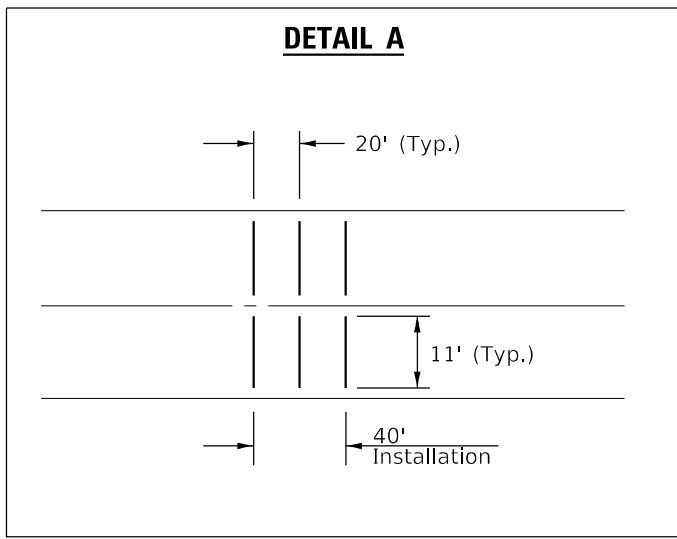 DETAIL A
20' (Typ.)
11' (Typ.)
40'
Installation